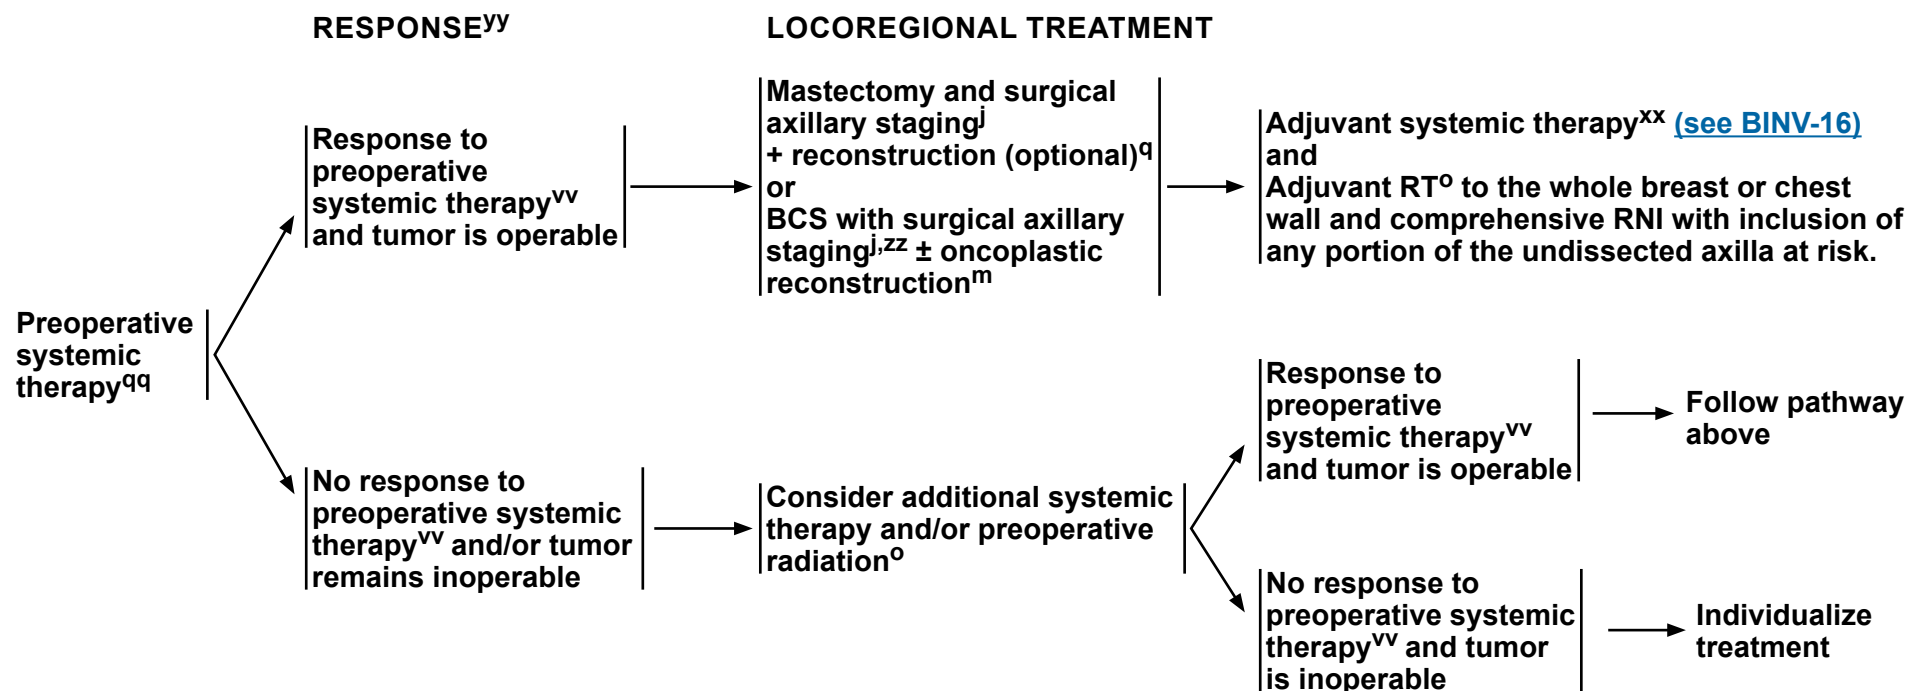 RESPONSEyy
LOCOREGIONAL TREATMENT
Preoperative
systemic
therapyqq
Response to
preoperative
systemic therapyvv
and tumor is operable
Mastectomy and surgical
axillary stagingj
+ reconstruction (optional)q
or
BCS with surgical axillary
stagingj,zz ± oncoplastic
reconstructionm
Adjuvant systemic therapyxx (see BINV-16)
and
Adjuvant RTo to the whole breast or chest
wall and comprehensive RNI with inclusion of
any portion of the undissected axilla at risk.
No response to
preoperative systemic
therapyvv and/or tumor
remains inoperable
Consider additional systemic
therapy and/or preoperative
radiationo
Response to
preoperative
systemic therapyvv
and tumor is operable
Follow pathway
above
No response to
preoperative systemic
therapyvv and tumor
is inoperable
Individualize
treatment